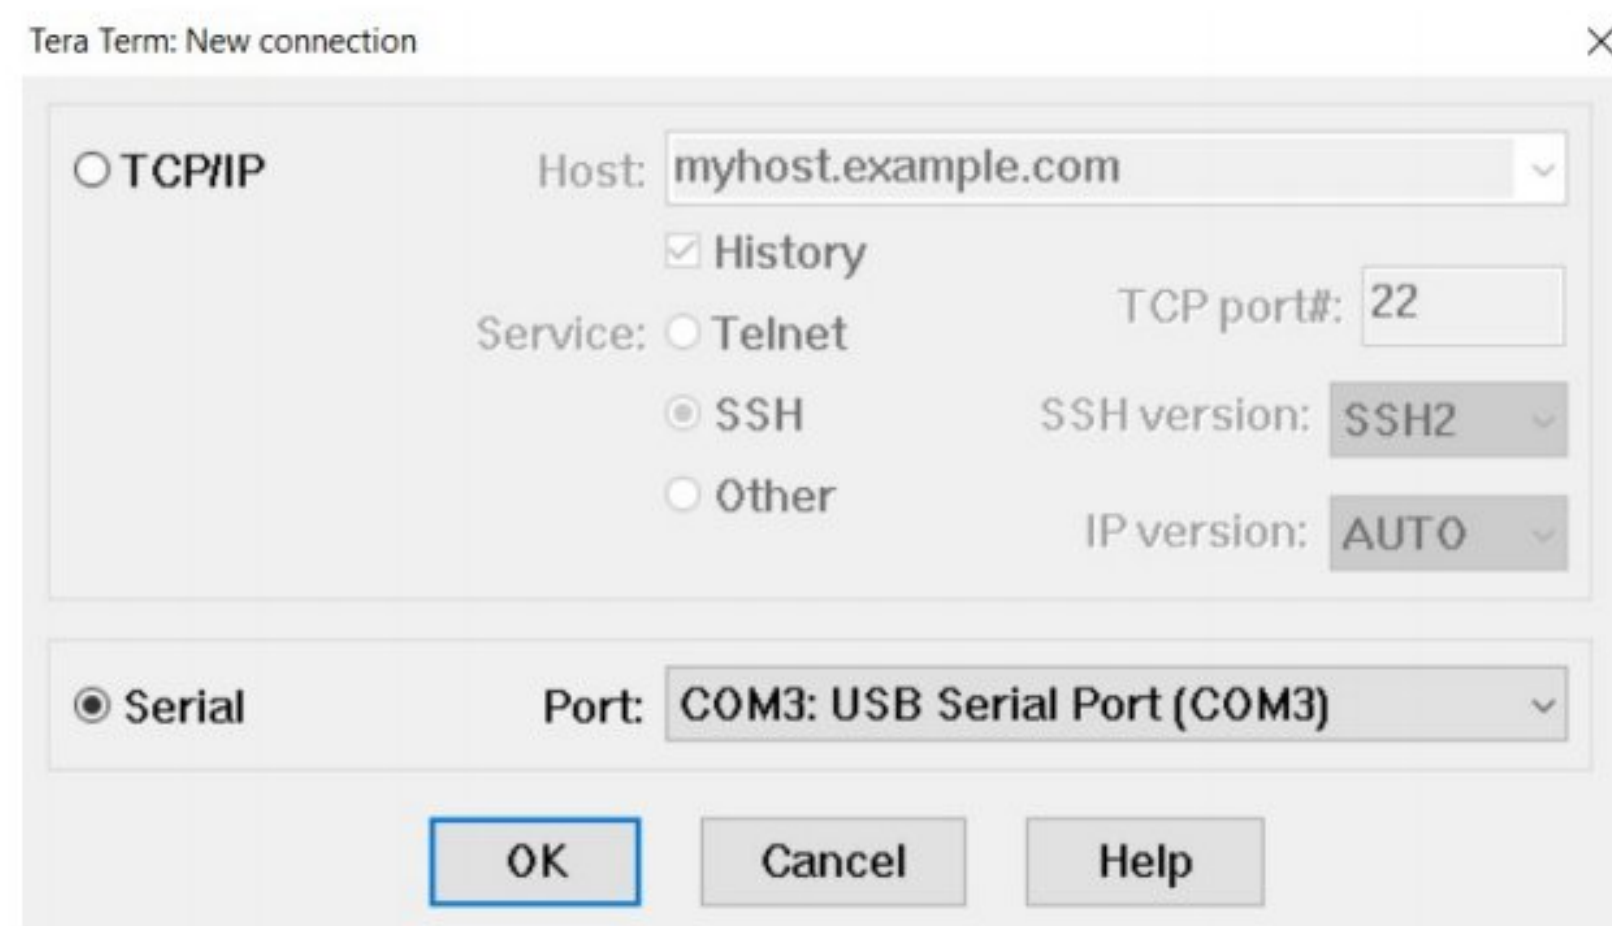 Tera Term: New connection
TCP/IP Host: myhost.example.com
History
TCP port#: 22
Service: Telnet
SSH SSH version: SSH2
Other
IP version: AUTO
Serial Port: COM3: USB Serial Port (COM3)
OK Cancel Help